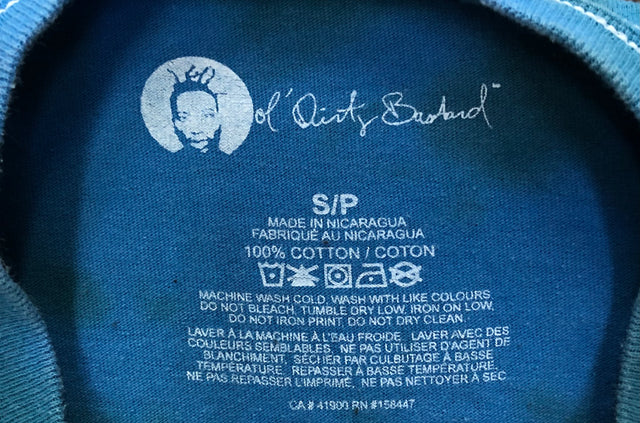 ol' Dirty Bastard™
S/P
MADE IN NICARAGUA
FABRIQUÉ AU NICARAGUA
100% COTTON / COTON
MACHINE WASH COLD, WASH WITH LIKE COLOURS.
DO NOT BLEACH, TUMBLE DRY LOW, IRON ON LOW,
DO NOT IRON PRINT, DO NOT DRY CLEAN.
LAVER À LA MACHINE À L'EAU FROIDE. LAVER AVEC DES
COULEURS SEMBLABLES, NE PAS UTILISER D'AGENT DE
BLANCHIMENT, SÉCHER PAR CULBUTAGE À BASSE
TEMPÉRATURE, REPASSER À BASSE TEMPÉRATURE,
NE PAS REPASSER L'IMPRIMÉ, NE PAS NETTOYER À SEC
CA# 41900 RN #158447